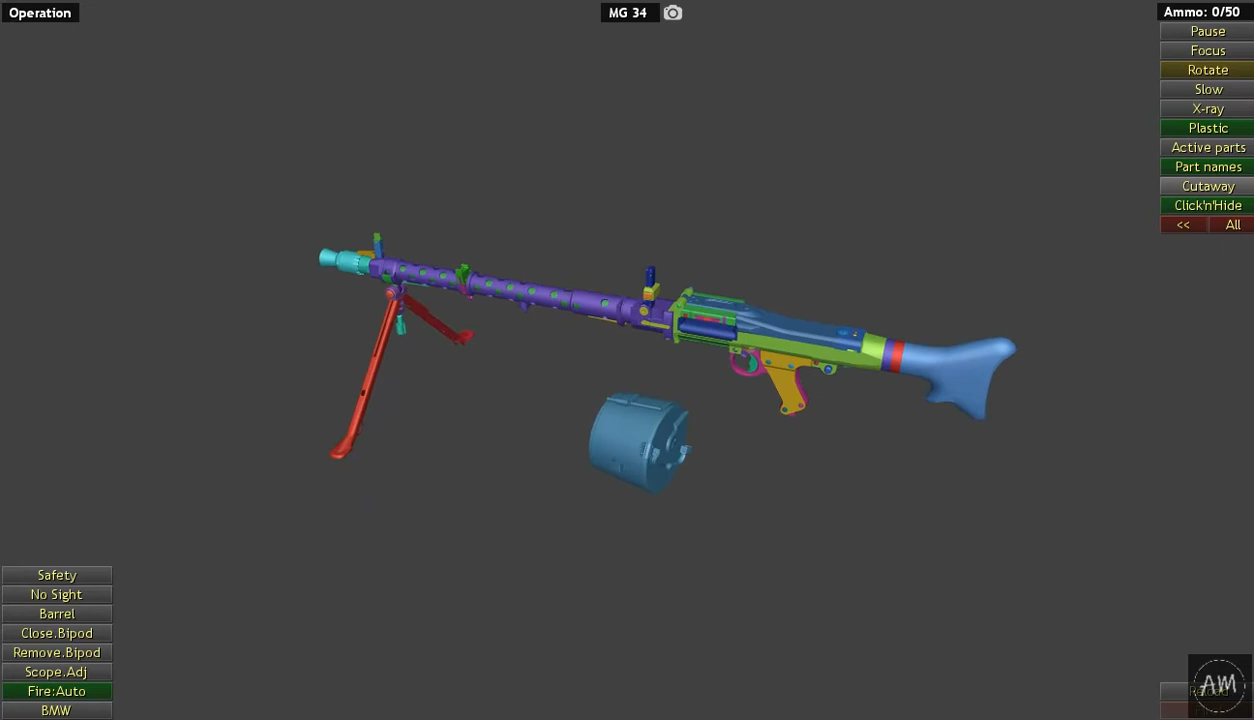 Operation
MG 34
Ammo: 0/50
Pause
Focus
Rotate
Slow
X-ray
Plastic
Active parts
Part names
Cutaway
Click'n'Hide
<< All
Safety
No Sight
Barrel
Close.Bipod
Remove.Bipod
Scope.Adj
Fire:Auto
BMW
AW